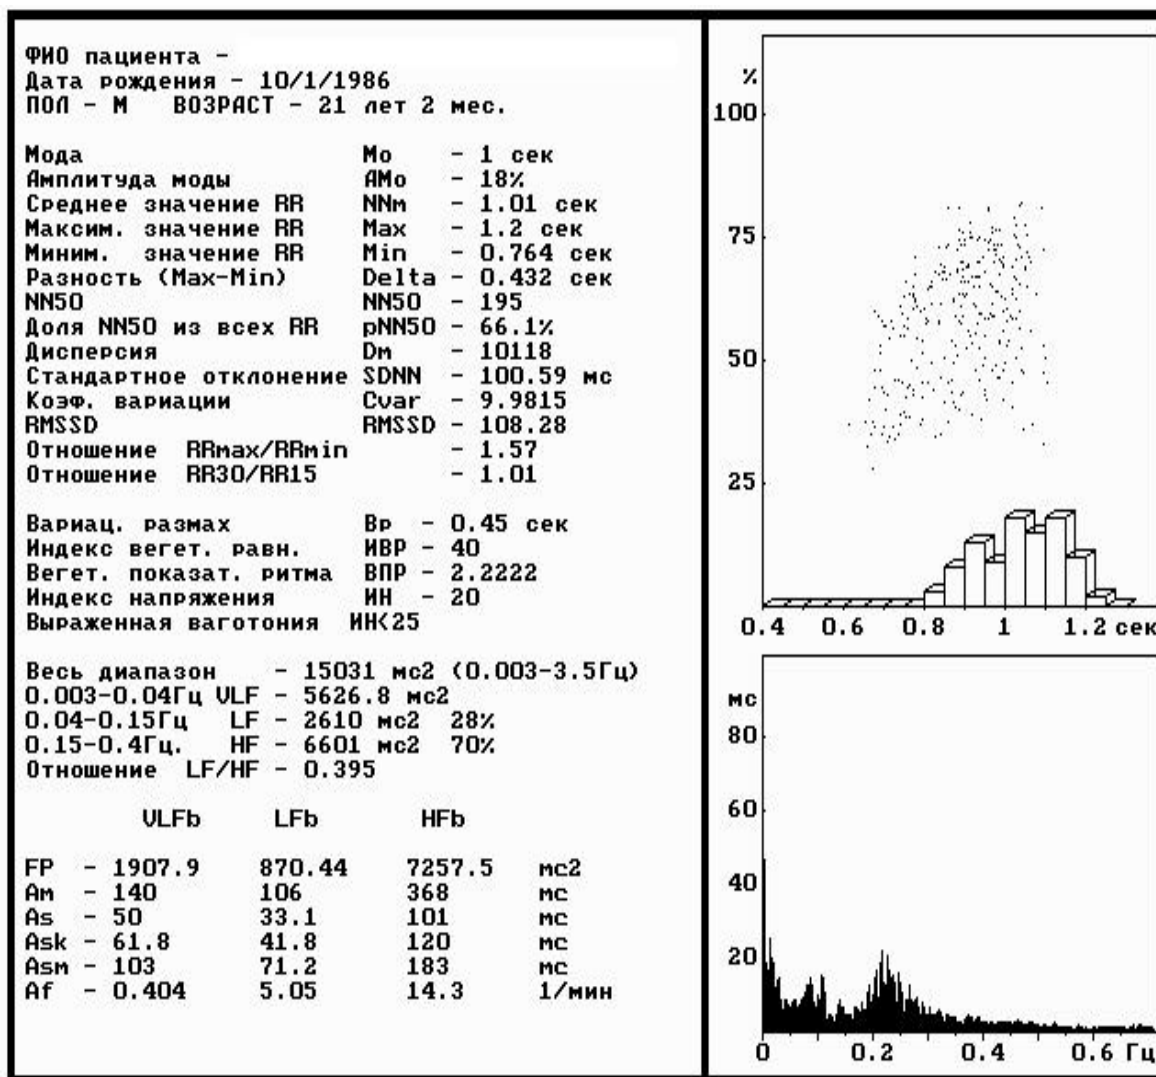 ФИО пациента -
Дата рождения - 10/1/1986
ПОЛ - М ВОЗРАСТ - 21 лет 2 мес.
Мода Mo - 1 сек
Амплитуда моды АМо - 18%
Среднее значение RR NNm - 1.01 сек
Максим. значение RR Max - 1.2 сек
Миним. значение RR Min - 0.764 сек
Разность (Max-Min) Delta - 0.432 сек
NN50 NN50 - 195
Доля NN50 из всех RR pNN50 - 66.1%
Дисперсия Dm - 10118
Стандартное отклонение SDNN - 100.59 мс
Коэф. вариации Cvar - 9.9815
RMSSD RMSSD - 108.28
Отношение RRmax/RRmin - 1.57
Отношение RR30/RR15 - 1.01
Вариац. размах Вр - 0.45 сек
Индекс вегет. равн. ИВР - 40
Вегет. показат. ритма ВПР - 2.2222
Индекс напряжения ИН - 20
Выраженная ваготония ИН<25
Весь диапазон - 15031 мс2 (0.003-3.5Гц)
0.003-0.04Гц VLF - 5626.8 мс2
0.04-0.15Гц LF - 2610 мс2 28%
0.15-0.4Гц. HF - 6601 мс2 70%
Отношение LF/HF - 0.395
VLFb LFb HFb
FP - 1907.9 870.44 7257.5 мс2
Am - 140 106 368 мс
As - 50 33.1 101 мс
Ask - 61.8 41.8 120 мс
Asm - 103 71.2 183 мс
Af - 0.404 5.05 14.3 1/мин
%
100
75
50
25
0.4 0.6 0.8 1 1.2 сек
мс
80
60
40
20
0 0.2 0.4 0.6 Гц